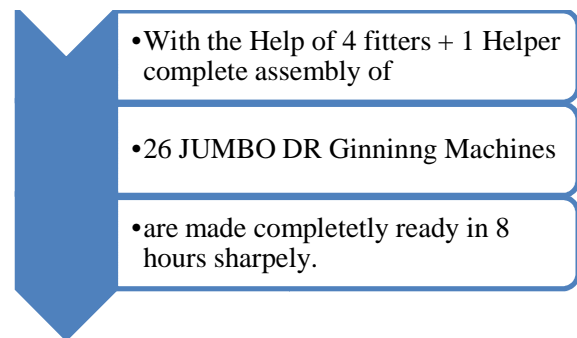 •With the Help of 4 fitters + 1 Helper
complete assembly of
•26 JUMBO DR Ginninng Machines
•are made completetly ready in 8
hours sharpely.